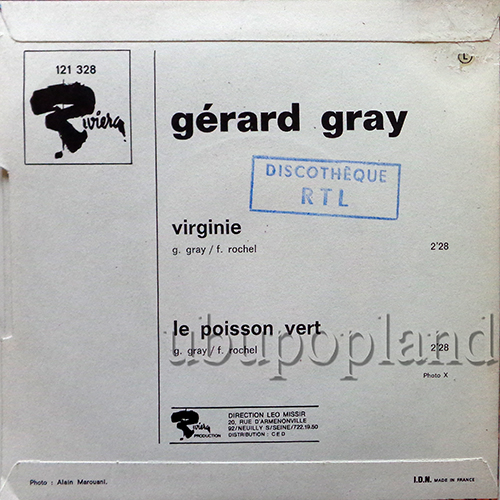 121 328
Riviera
gérard gray
DISCOTHÈQUE
RTL
virginie
g. gray / f. rochel 2'28
le poisson vert
g. gray / f. rochel 2'28
ubupopland
Photo X
Riviera
PRODUCTION
DIRECTION LEO MISSIR
20, RUE D'ARMENONVILLE
92/NEUILLY S/SEINE/722.19.50
DISTRIBUTION : CED
Photo : Alain Marouani.
I.D.N. MADE IN FRANCE
L